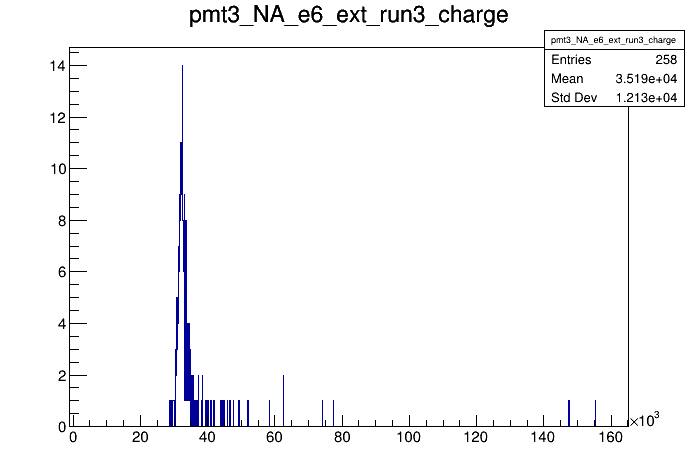 pmt3_NA_e6_ext_run3_charge
pmt3_NA_e6_ext_run3_charge
Entries 258
Mean 3.519e+04
Std Dev 1.213e+04
14
12
10
8
6
4
2
0
0 20 40 60 80 100 120 140 160 ×10³